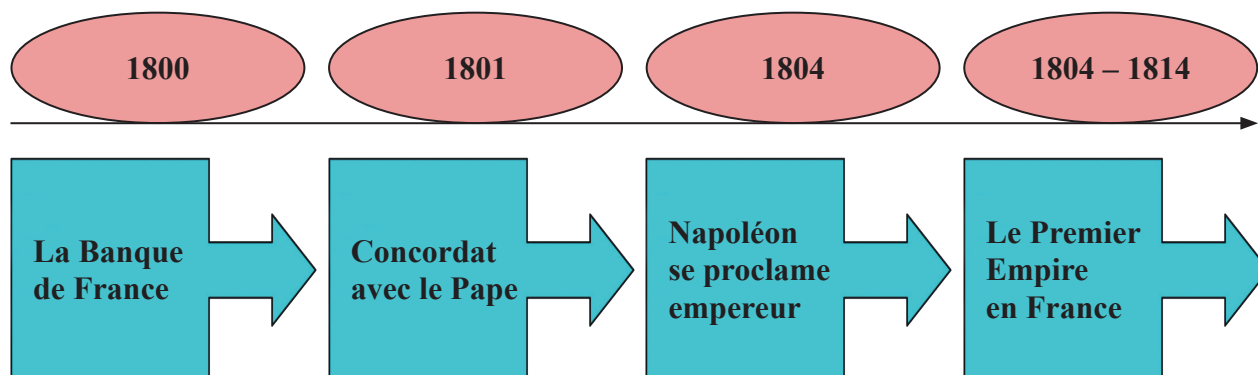 1800
1801
1804
1804 – 1814
La Banque
de France
Concordat
avec le Pape
Napoléon
se proclame
empereur
Le Premier
Empire
en France